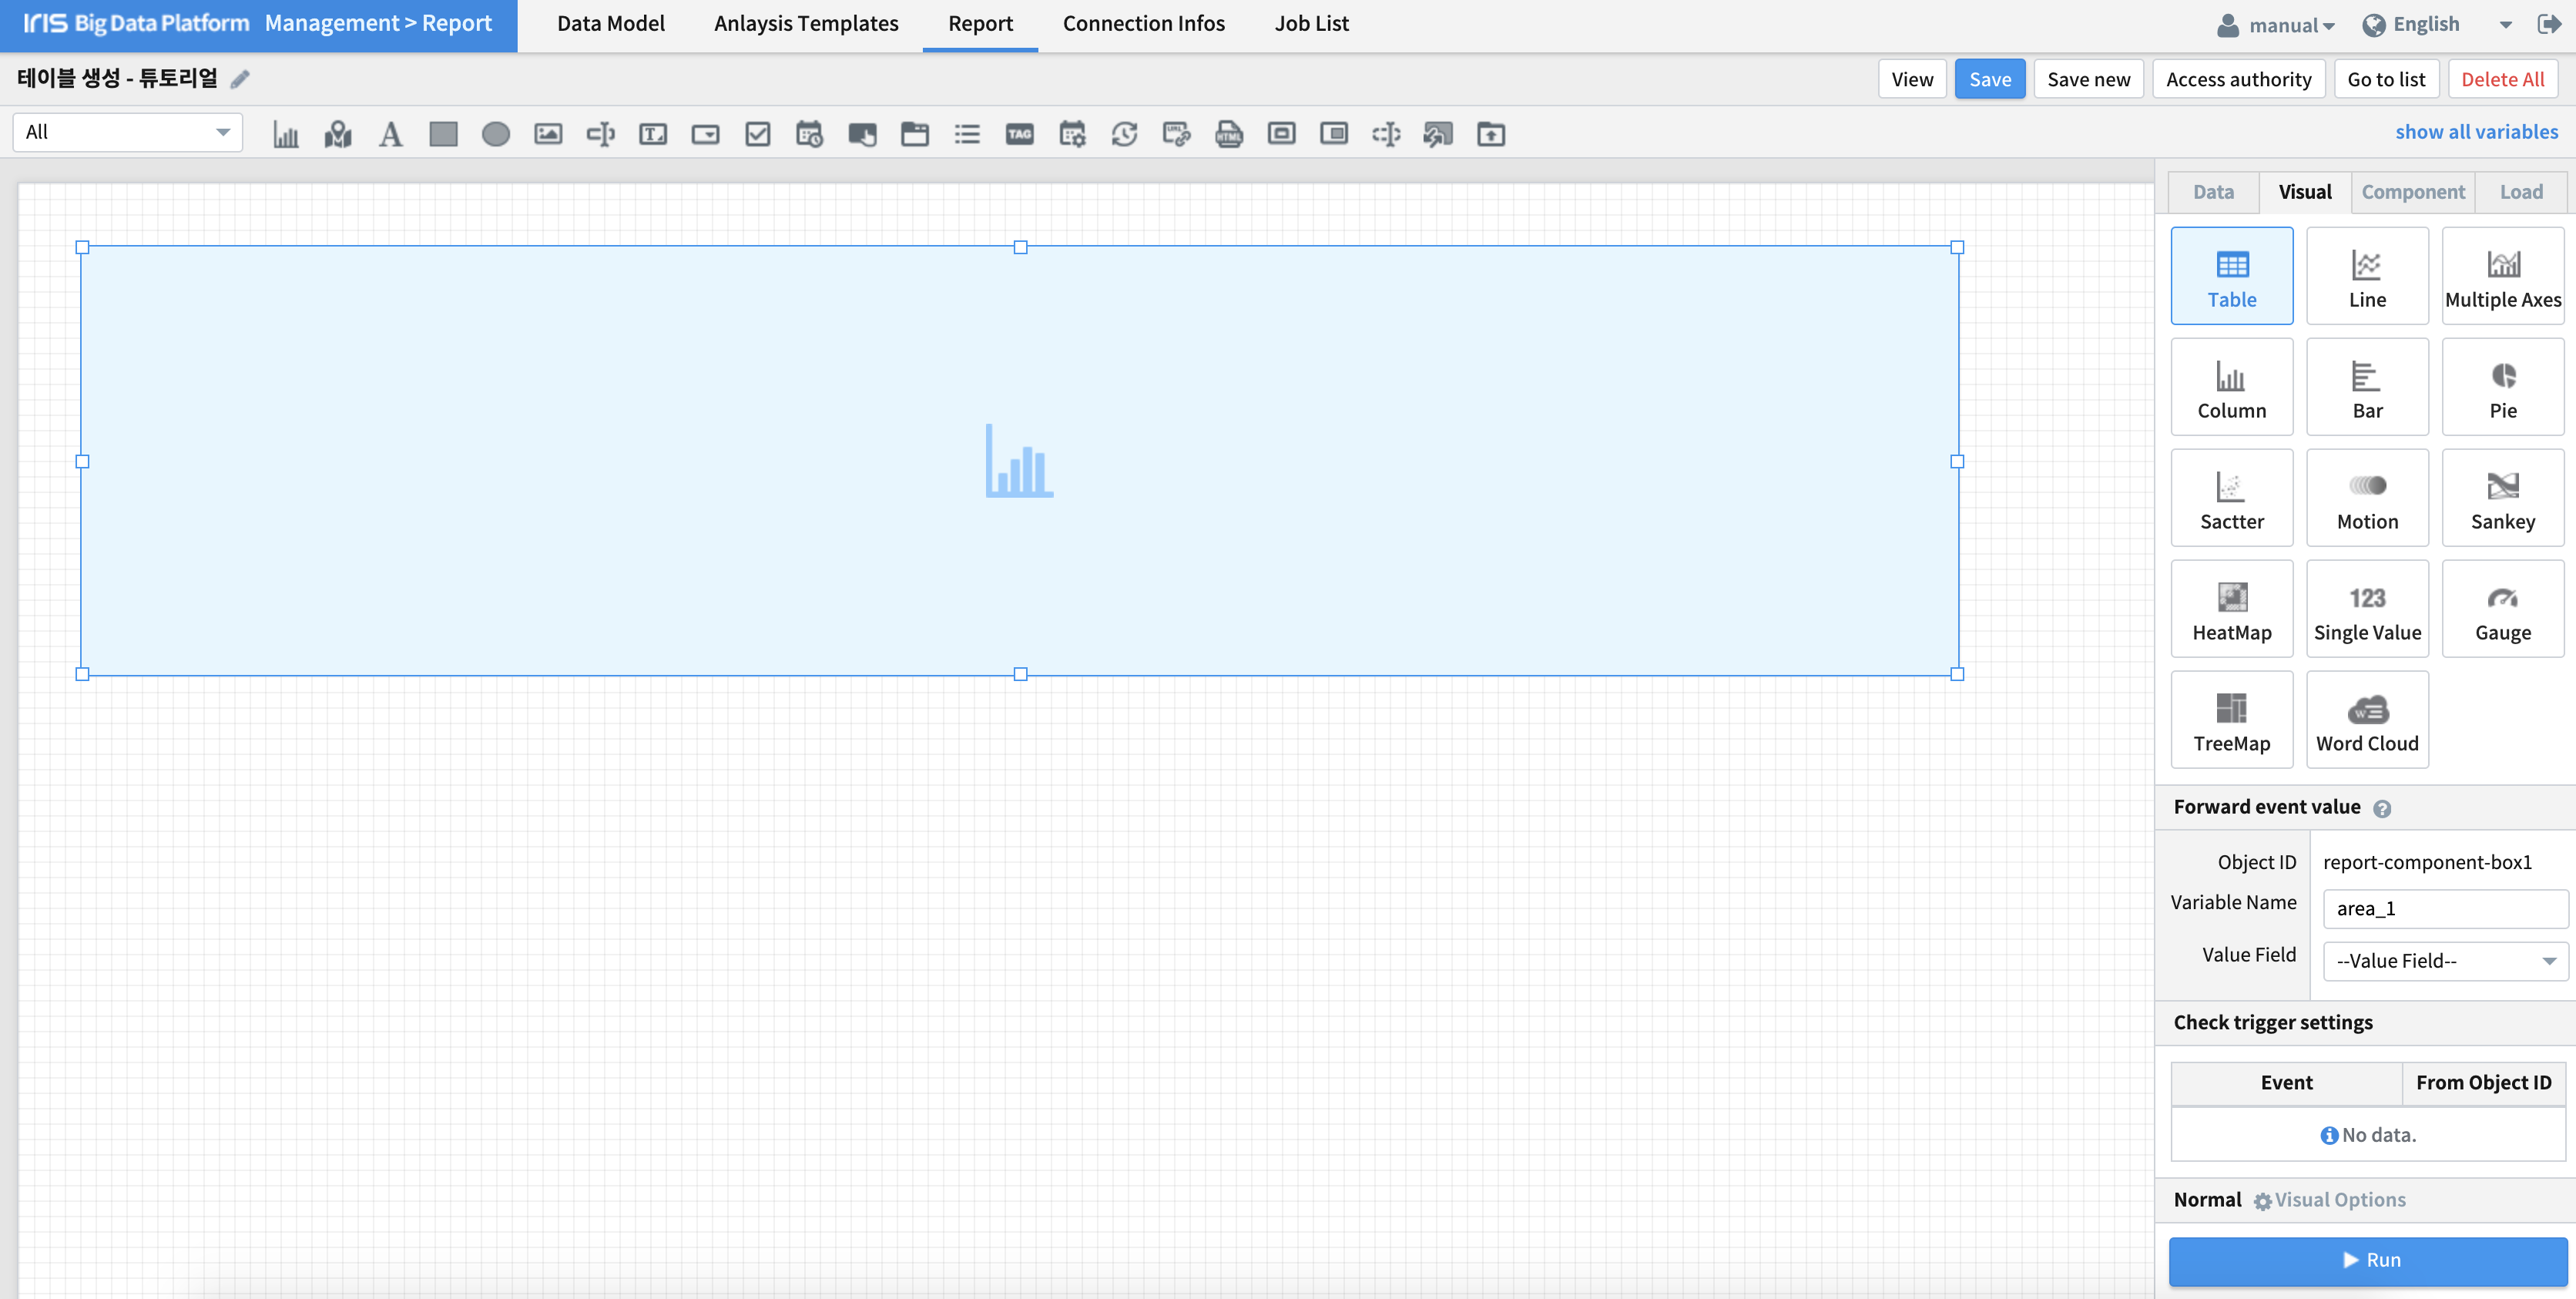 IRIS Big Data Platform Management > Report Data Model Anlaysis Templates Report Connection Infos Job List manual English
테이블 생성 - 튜토리얼 View Save Save new Access authority Go to list Delete All
All A T TAG URL HTML show all variables
Data Visual Component Load
Table Line Multiple Axes
Column Bar Pie
Sactter Motion Sankey
123
HeatMap Single Value Gauge
W
TreeMap Word Cloud
Forward event value ?
Object ID report-component-box1
Variable Name area_1
Value Field --Value Field--
Check trigger settings
Event From Object ID
No data.
Normal Visual Options
Run